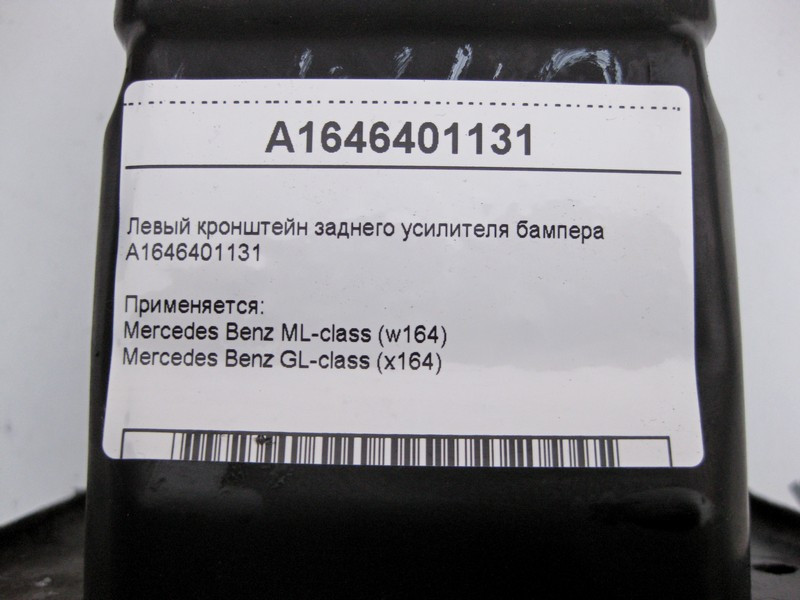 A1646401131
Левый кронштейн заднего усилителя бампера
A1646401131
Применяется:
Mercedes Benz ML-class (w164)
Mercedes Benz GL-class (x164)